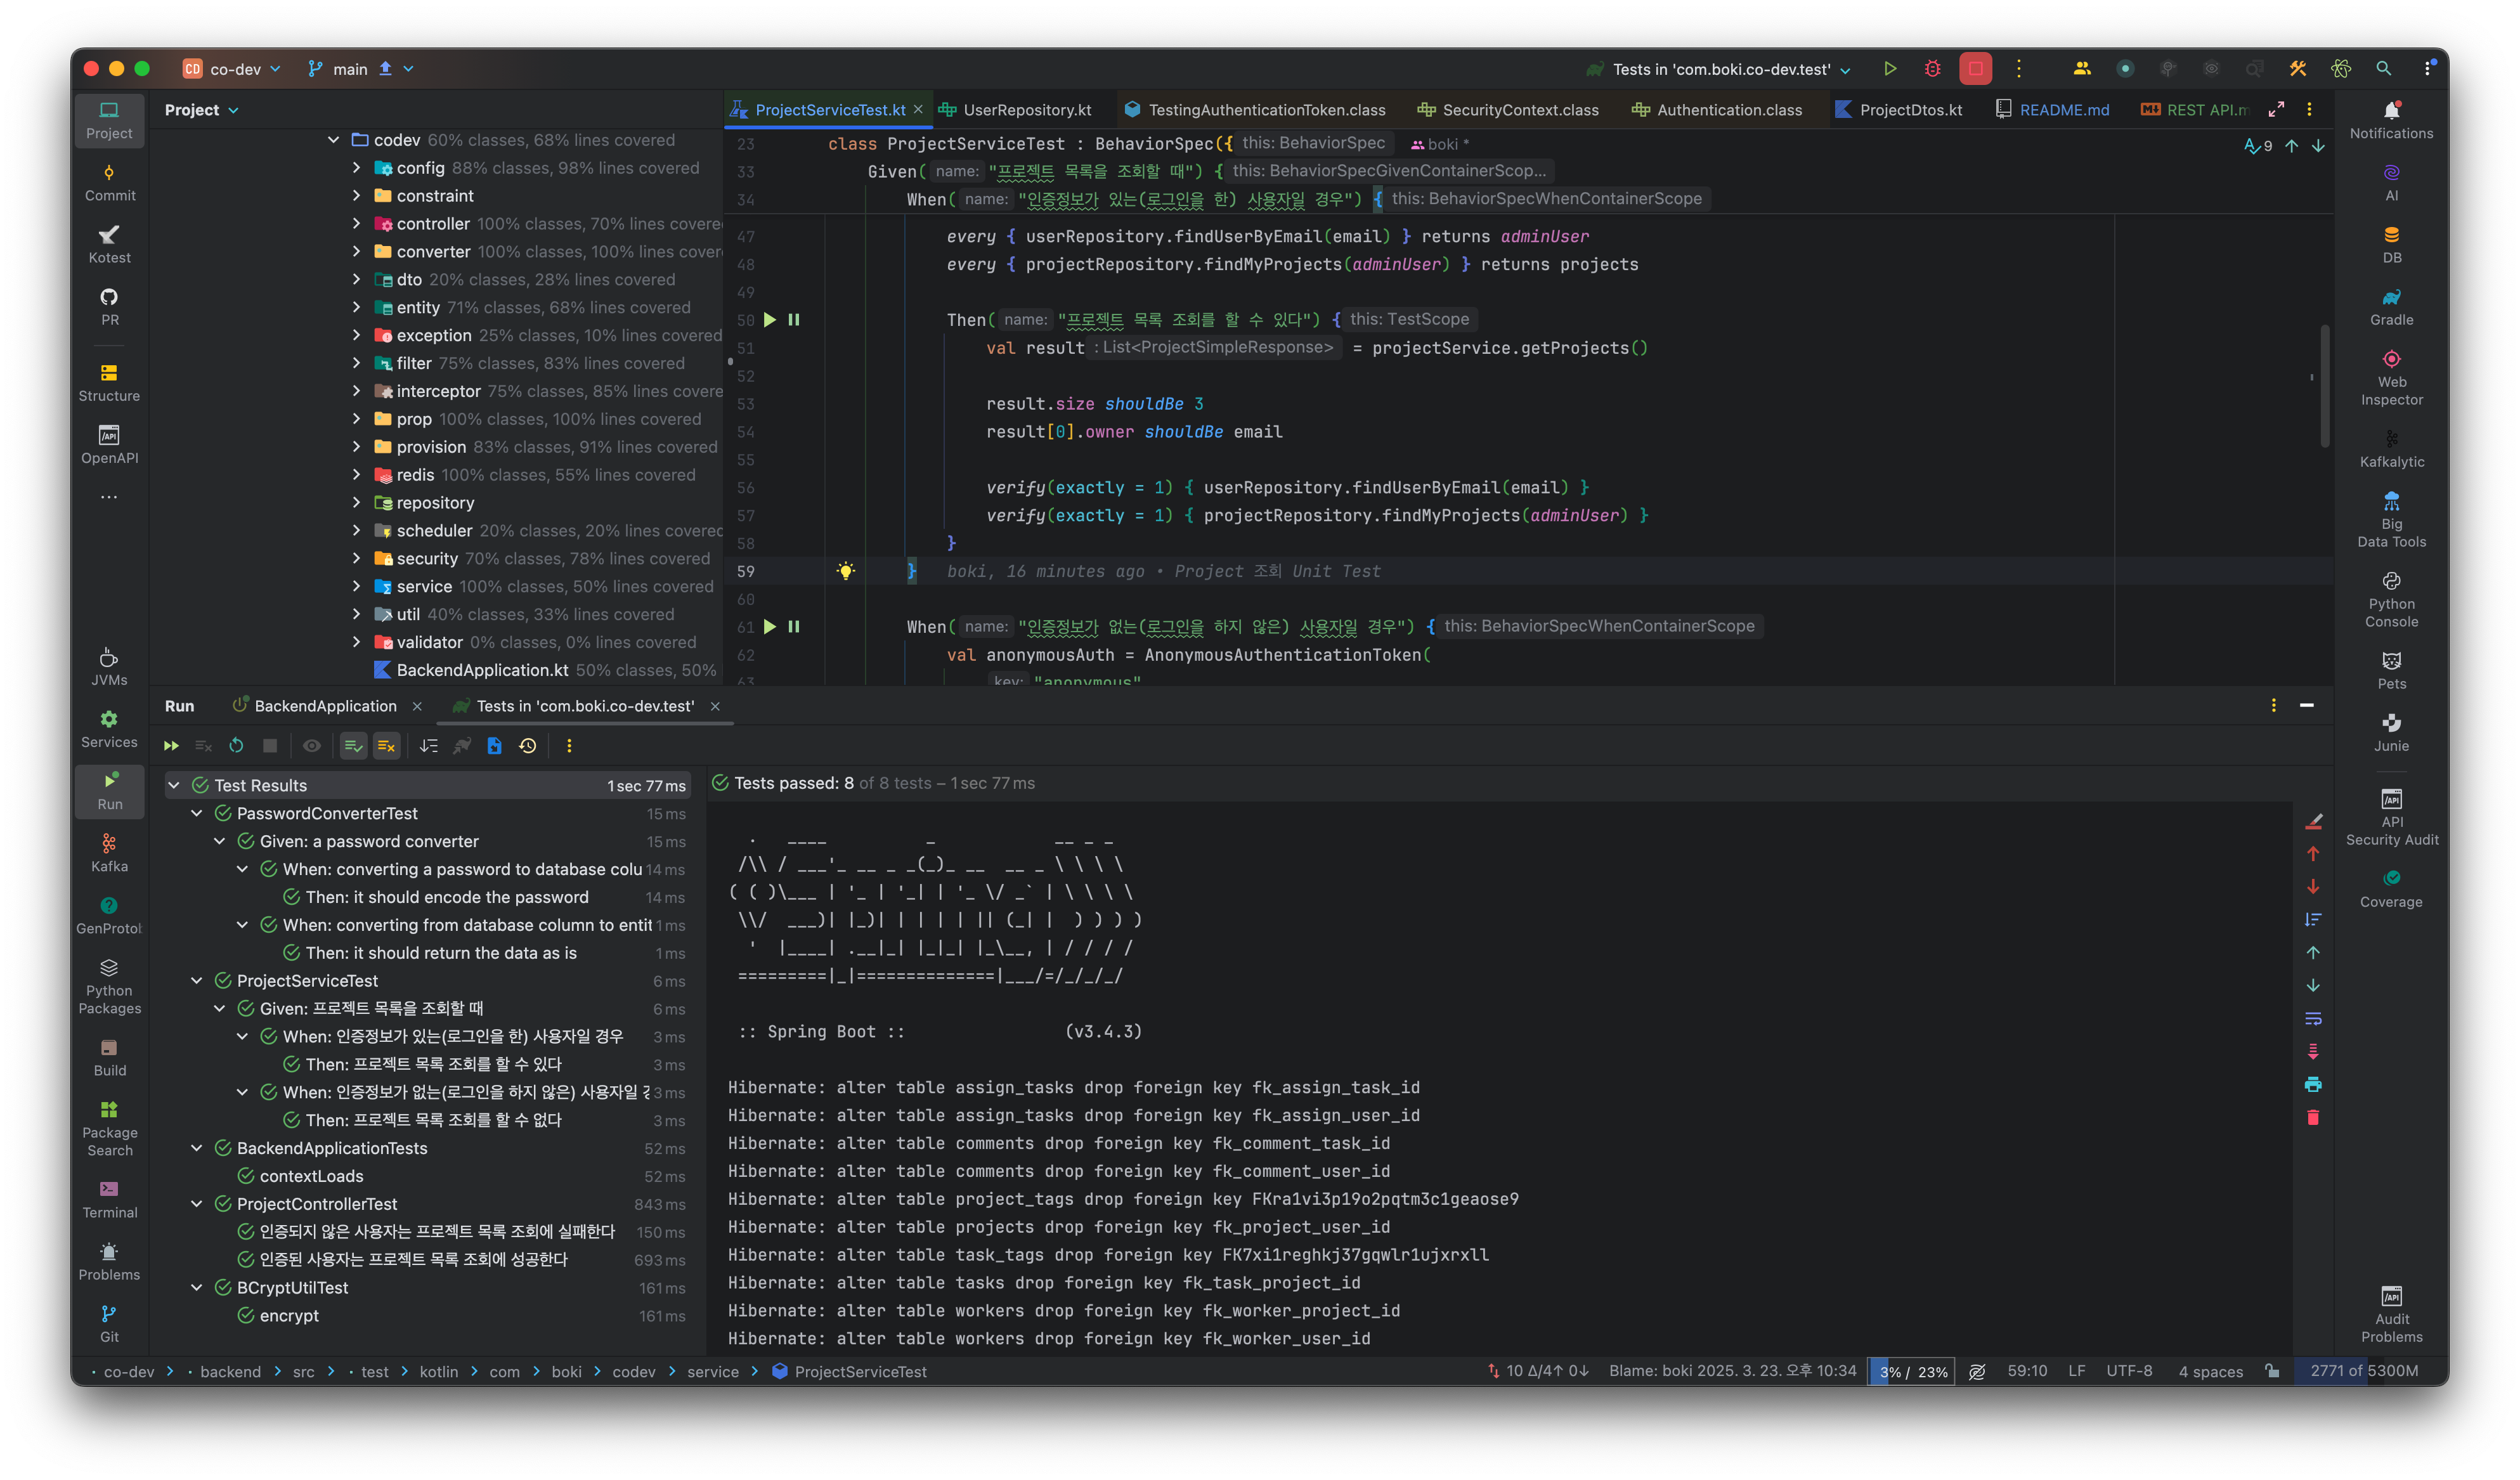 CD co-dev main Tests in 'com.boki.co-dev.test'
Project
Commit
Kotest
PR
Structure
OpenAPI
JVMs
Services
Run
Kafka
GenProtol
Python
Packages
Build
Package
Search
Terminal
Problems
Git
Project
codev 60% classes, 68% lines covered
config 88% classes, 98% lines covered
constraint
controller 100% classes, 70% lines covere
converter 100% classes, 100% lines cover
dto 20% classes, 28% lines covered
entity 71% classes, 68% lines covered
exception 25% classes, 10% lines covered
filter 75% classes, 83% lines covered
interceptor 75% classes, 85% lines covere
prop 100% classes, 100% lines covered
provision 83% classes, 91% lines covered
redis 100% classes, 55% lines covered
repository
scheduler 20% classes, 20% lines covered
security 70% classes, 78% lines covered
service 100% classes, 50% lines covered
util 40% classes, 33% lines covered
validator 0% classes, 0% lines covered
BackendApplication.kt 50% classes, 50%
ProjectServiceTest.kt UserRepository.kt TestingAuthenticationToken.class SecurityContext.class Authentication.class ProjectDtos.kt README.md REST API.m
9
23 class ProjectServiceTest : BehaviorSpec({ this: BehaviorSpec boki *
33 Given( name: "프로젝트 목록을 조회할 때") { this: BehaviorSpecGivenContainerScop...
34 When( name: "인증정보가 있는(로그인을 한) 사용자일 경우") { this: BehaviorSpecWhenContainerScope
47 every { userRepository.findUserByEmail(email) } returns adminUser
48 every { projectRepository.findMyProjects(adminUser) } returns projects
49
50 Then( name: "프로젝트 목록 조회를 할 수 있다") { this: TestScope
51 val result : List<ProjectSimpleResponse> = projectService.getProjects()
52
53 result.size shouldBe 3
54 result[0].owner shouldBe email
55
56 verify(exactly = 1) { userRepository.findUserByEmail(email) }
57 verify(exactly = 1) { projectRepository.findMyProjects(adminUser) }
58 }
59 } boki, 16 minutes ago • Project 조회 Unit Test
60
61 When( name: "인증정보가 없는(로그인을 하지 않은) 사용자일 경우") { this: BehaviorSpecWhenContainerScope
62 val anonymousAuth = AnonymousAuthenticationToken(
63 key: "anonymous"
Run BackendApplication Tests in 'com.boki.co-dev.test'
Test Results 1 sec 77 ms
PasswordConverterTest 15 ms
Given: a password converter 15 ms
When: converting a password to database colu 14 ms
Then: it should encode the password 14 ms
When: converting from database column to entit 1 ms
Then: it should return the data as is 1 ms
ProjectServiceTest 6 ms
Given: 프로젝트 목록을 조회할 때 6 ms
When: 인증정보가 있는(로그인을 한) 사용자일 경우 3 ms
Then: 프로젝트 목록 조회를 할 수 있다 3 ms
When: 인증정보가 없는(로그인을 하지 않은) 사용자일 3 ms
Then: 프로젝트 목록 조회를 할 수 없다 3 ms
BackendApplicationTests 52 ms
contextLoads 52 ms
ProjectControllerTest 843 ms
인증되지 않은 사용자는 프로젝트 목록 조회에 실패한다 150 ms
인증된 사용자는 프로젝트 목록 조회에 성공한다 693 ms
BCryptUtilTest 161 ms
encrypt 161 ms
Tests passed: 8 of 8 tests – 1 sec 77 ms
  .   ____          _            __ _ _
 /\\ / ___'_ __ _ _(_)_ __  __ _ \ \ \ \
( ( )\___ | '_ | '_| | '_ \/ _` | \ \ \ \
 \\/  ___)| |_)| | | | | || (_| |  ) ) ) )
  '  |____| .__|_| |_|_| |_\__, | / / / /
 =========|_|==============|___/=/_/_/_/
:: Spring Boot :: (v3.4.3)
Hibernate: alter table assign_tasks drop foreign key fk_assign_task_id
Hibernate: alter table assign_tasks drop foreign key fk_assign_user_id
Hibernate: alter table comments drop foreign key fk_comment_task_id
Hibernate: alter table comments drop foreign key fk_comment_user_id
Hibernate: alter table project_tags drop foreign key FKra1vi3p19o2pqtm3c1geaose9
Hibernate: alter table projects drop foreign key fk_project_user_id
Hibernate: alter table task_tags drop foreign key FK7xi1reghkj37gqwlr1ujxrxll
Hibernate: alter table tasks drop foreign key fk_task_project_id
Hibernate: alter table workers drop foreign key fk_worker_project_id
Hibernate: alter table workers drop foreign key fk_worker_user_id
Notifications
AI
DB
Gradle
Web
Inspector
Kafkalytic
Big
Data Tools
Python
Console
Pets
Junie
API
Security Audit
Coverage
Audit
Problems
co-dev > backend > src > test > kotlin > com > boki > codev > service > ProjectServiceTest
10 Δ/4↑ 0↓ Blame: boki 2025. 3. 23. 오후 10:34 3% / 23% 59:10 LF UTF-8 4 spaces 2771 of 5300M